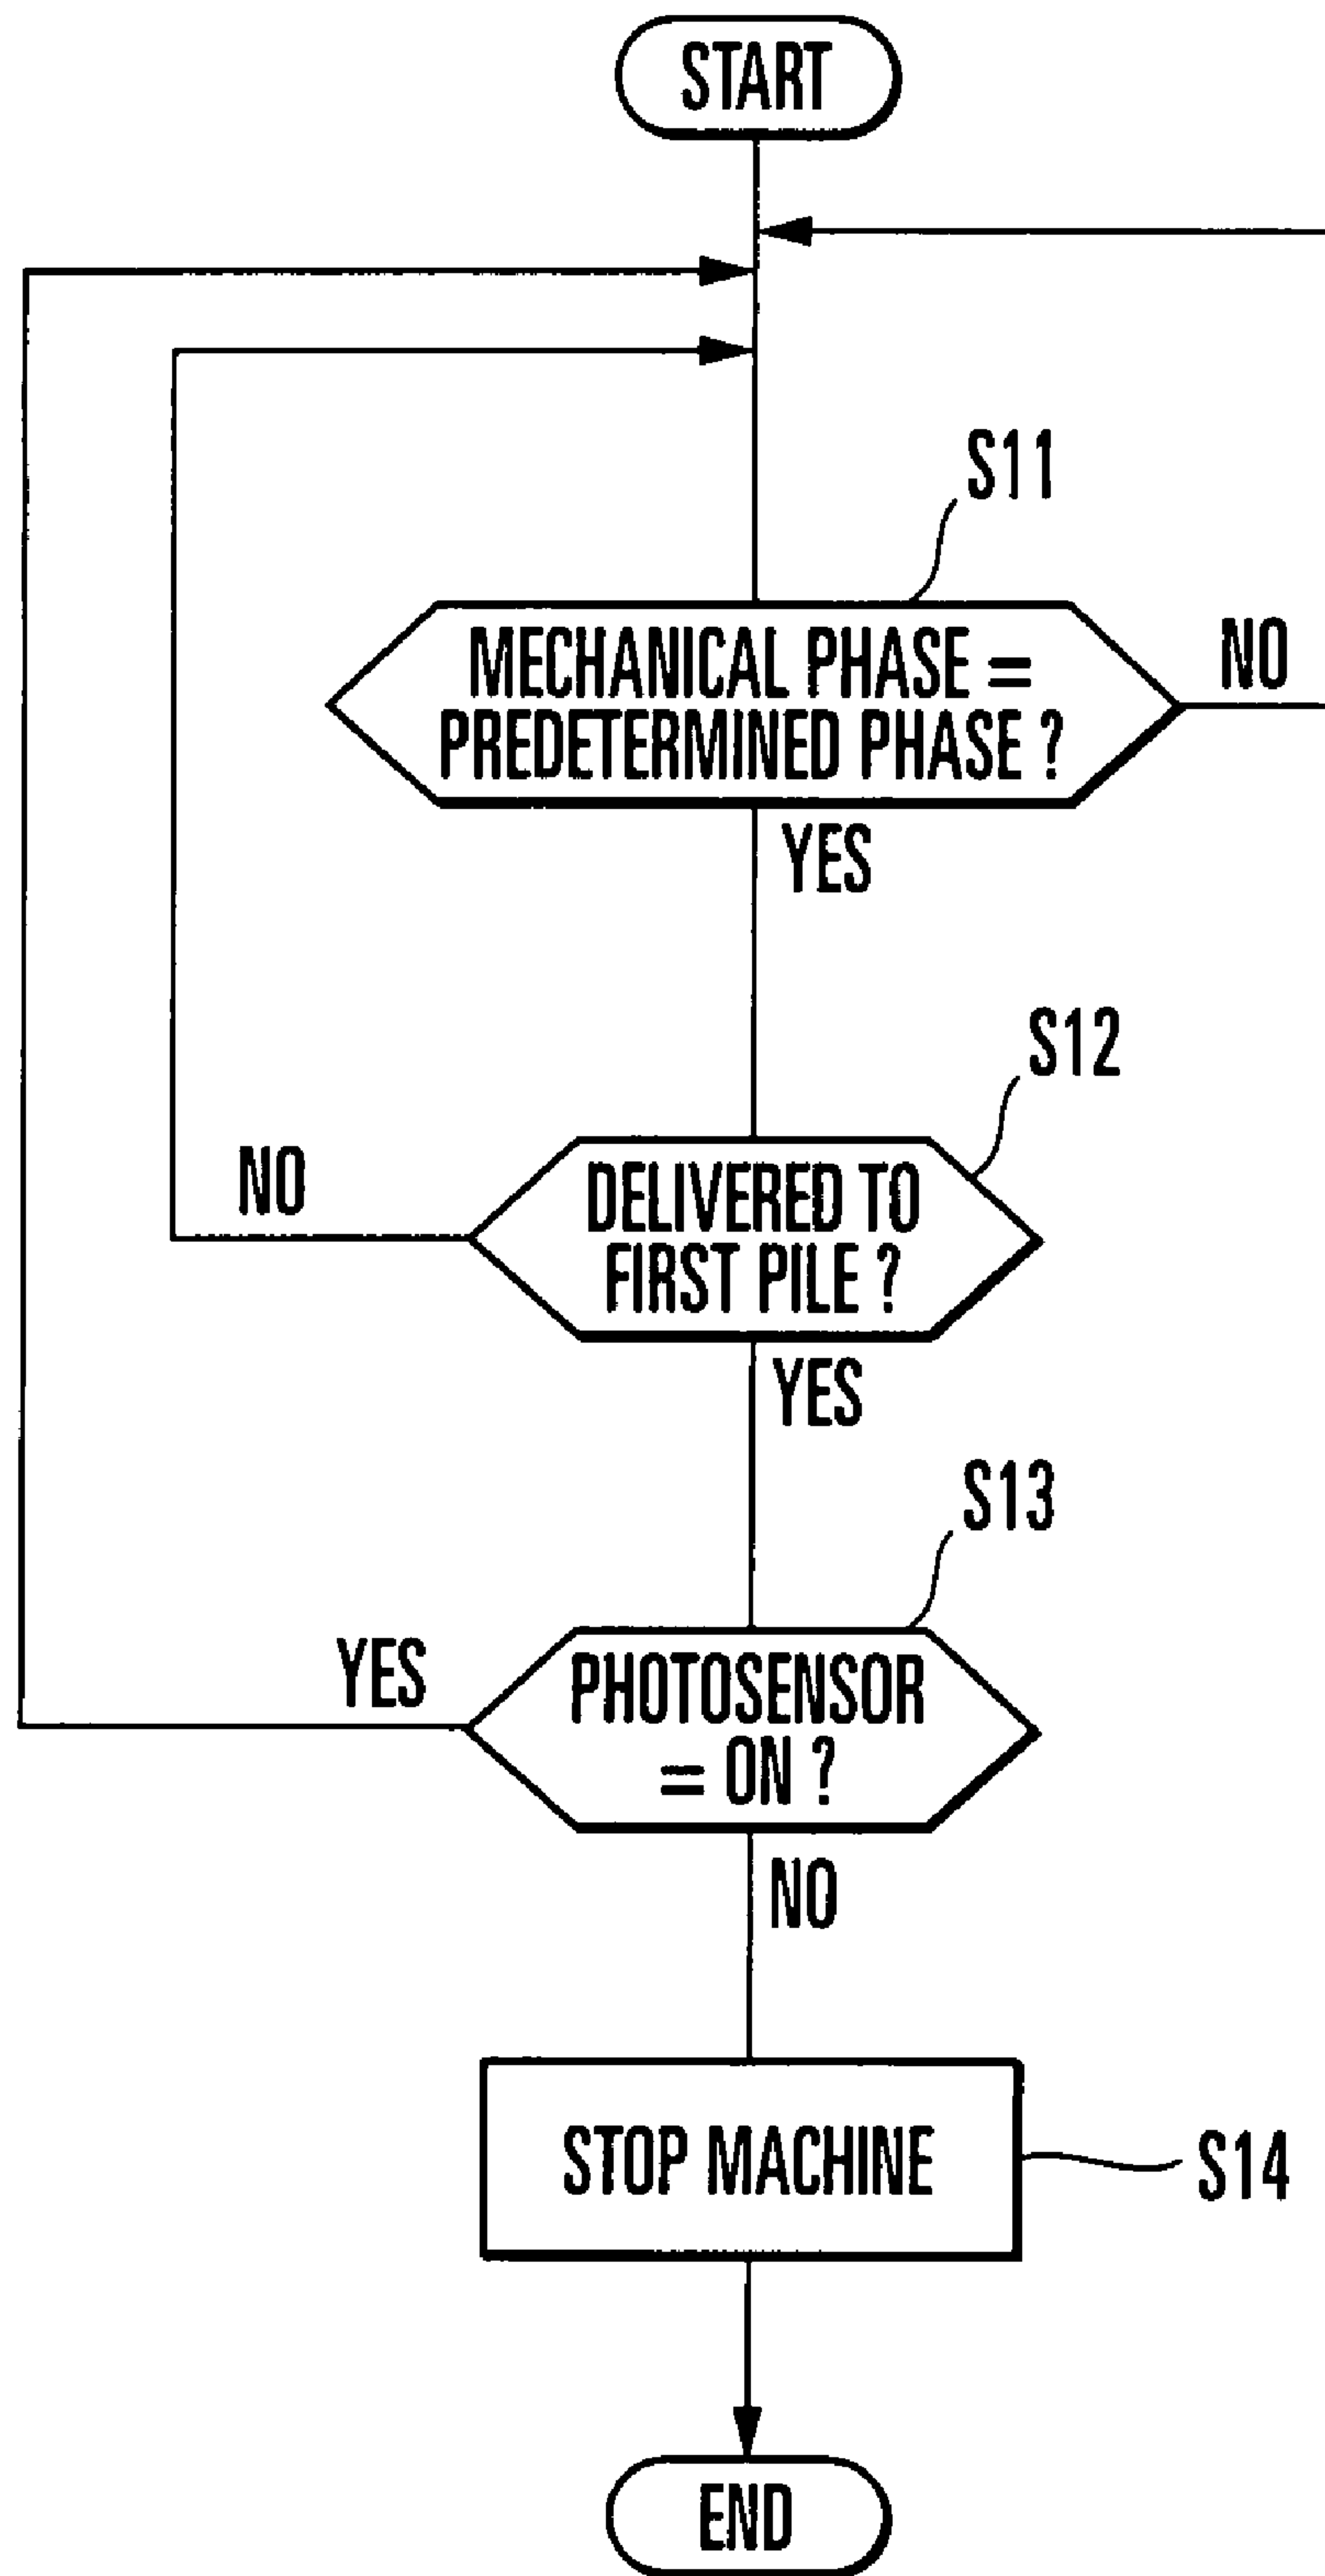 START
S11
MECHANICAL PHASE =
PREDETERMINED PHASE ?
NO
YES
S12
NO
DELIVERED TO
FIRST PILE ?
YES
S13
YES
PHOTOSENSOR
= ON ?
NO
STOP MACHINE
S14
END